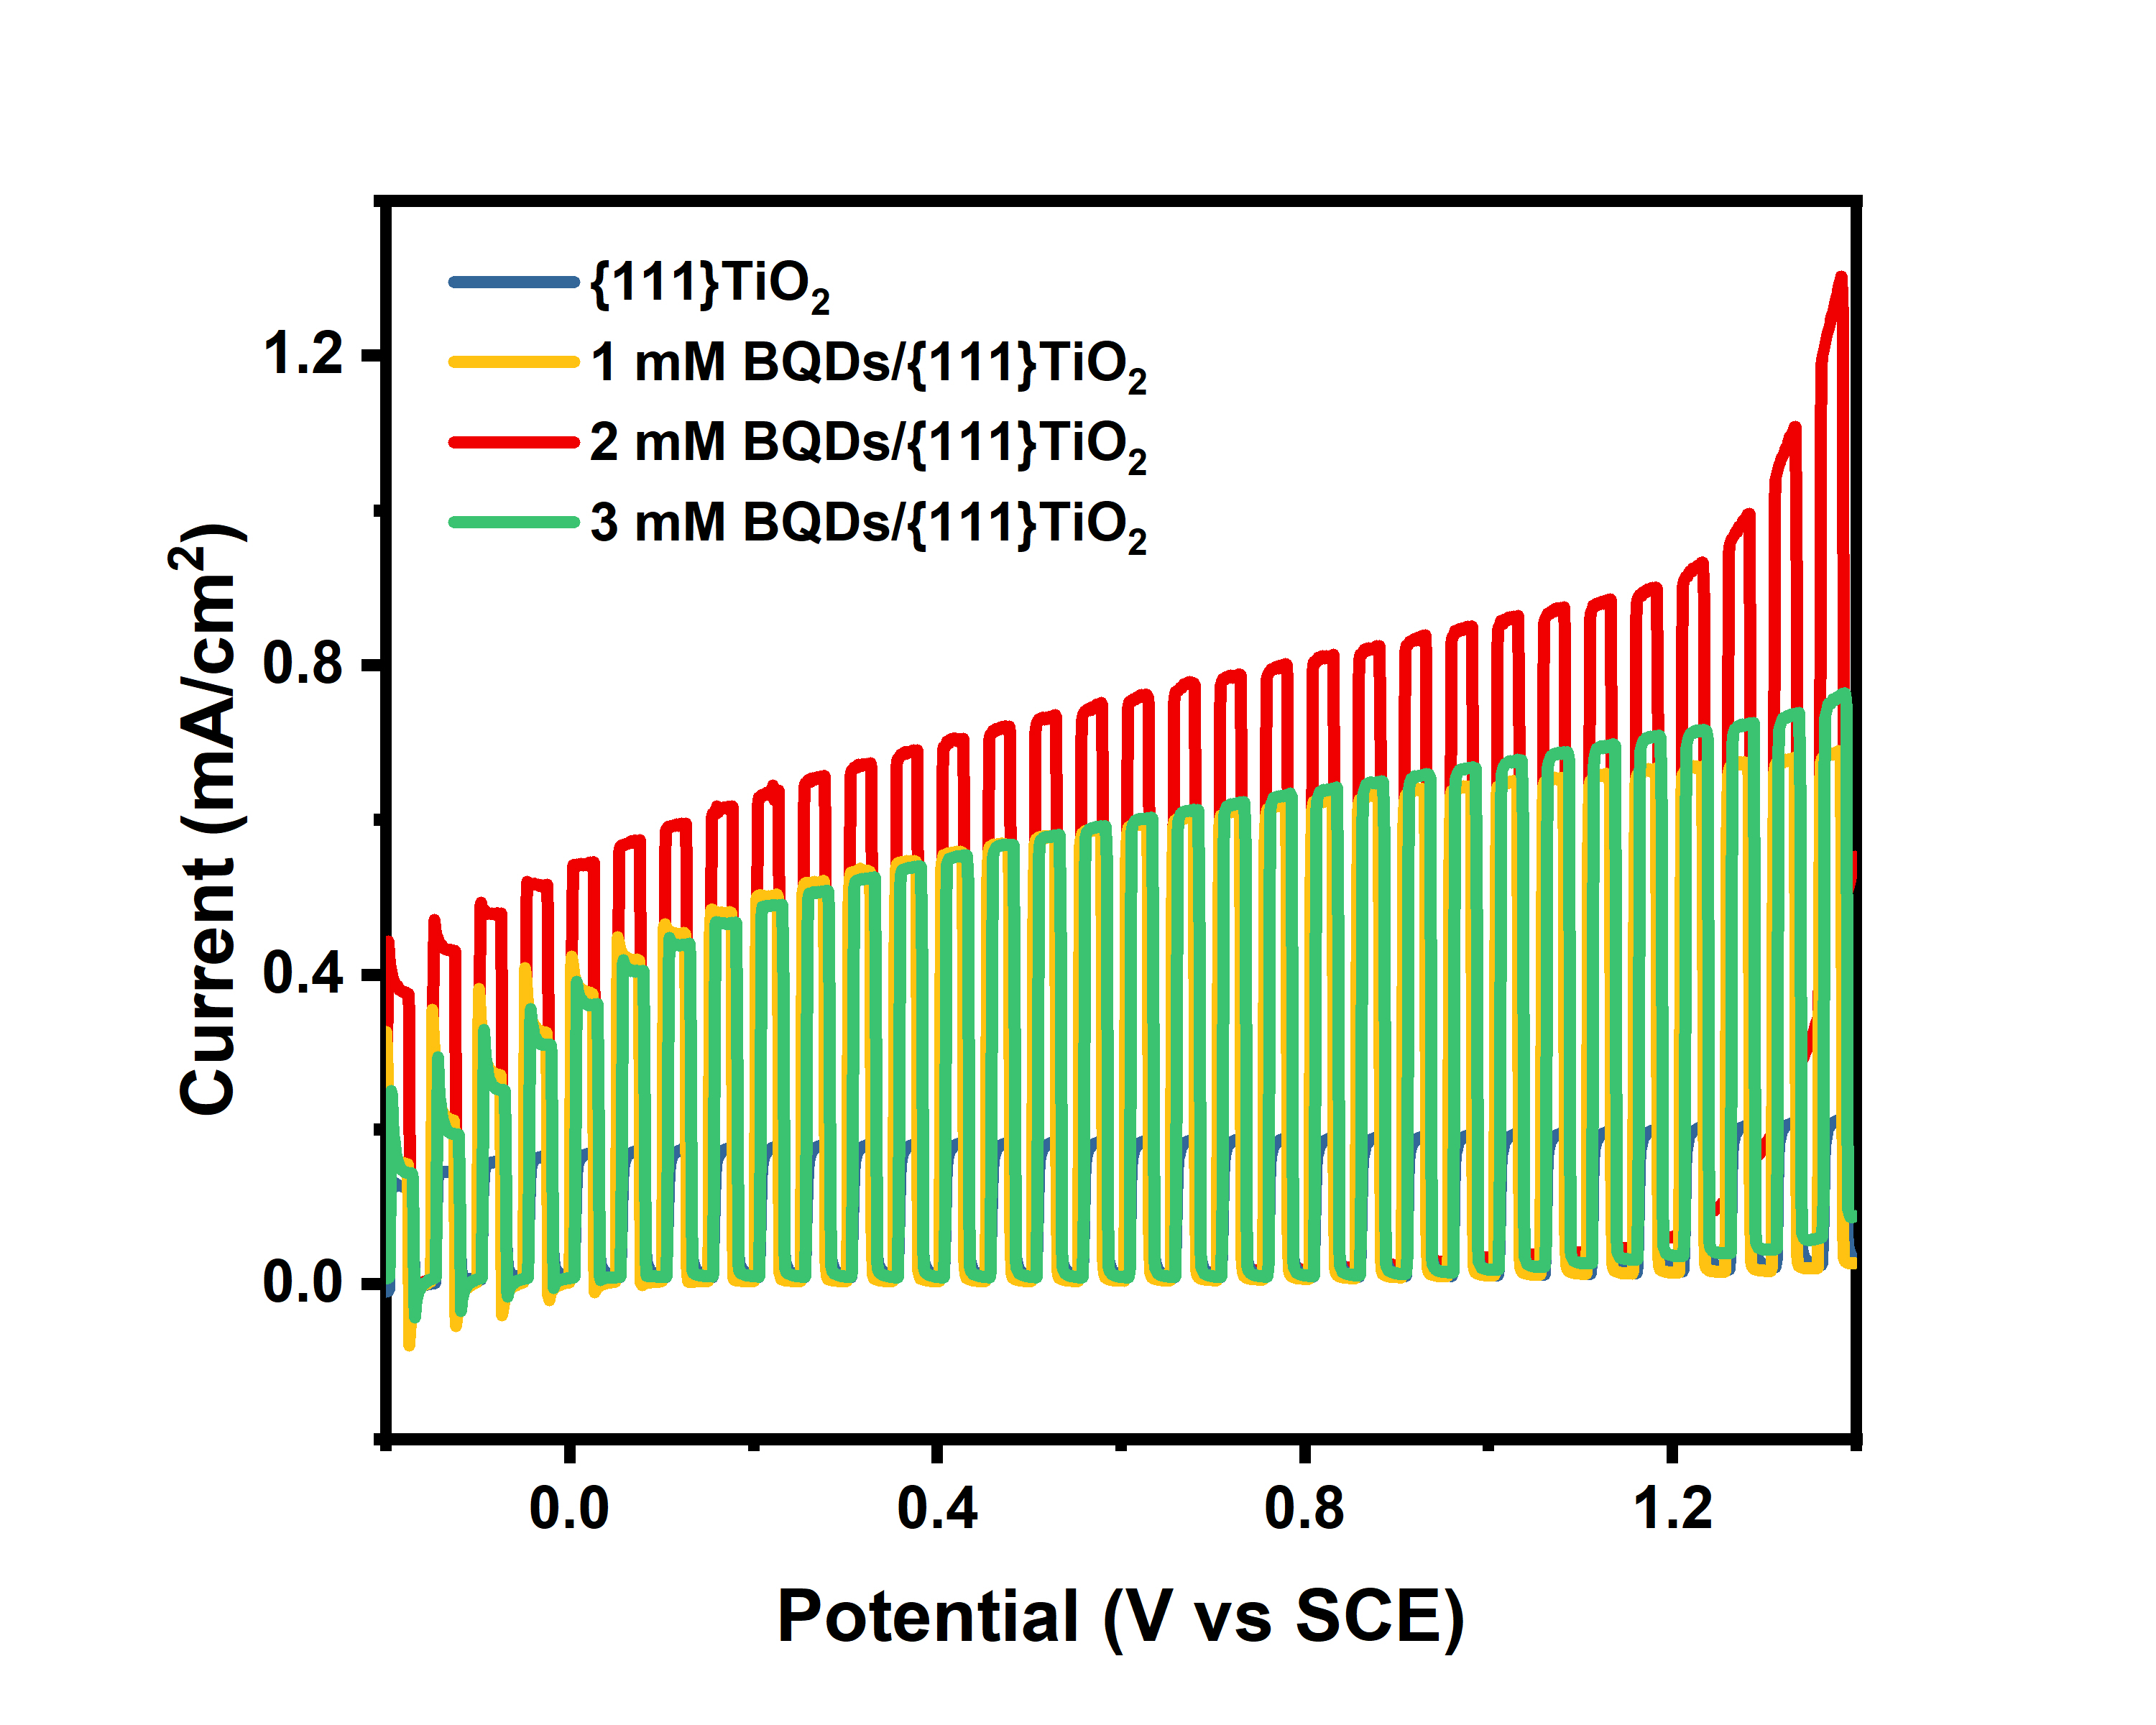 {111}TiO₂
1 mM BQDs/{111}TiO₂
2 mM BQDs/{111}TiO₂
3 mM BQDs/{111}TiO₂
1.2
0.8
0.4
0.0
Current (mA/cm²)
0.0 0.4 0.8 1.2
Potential (V vs SCE)